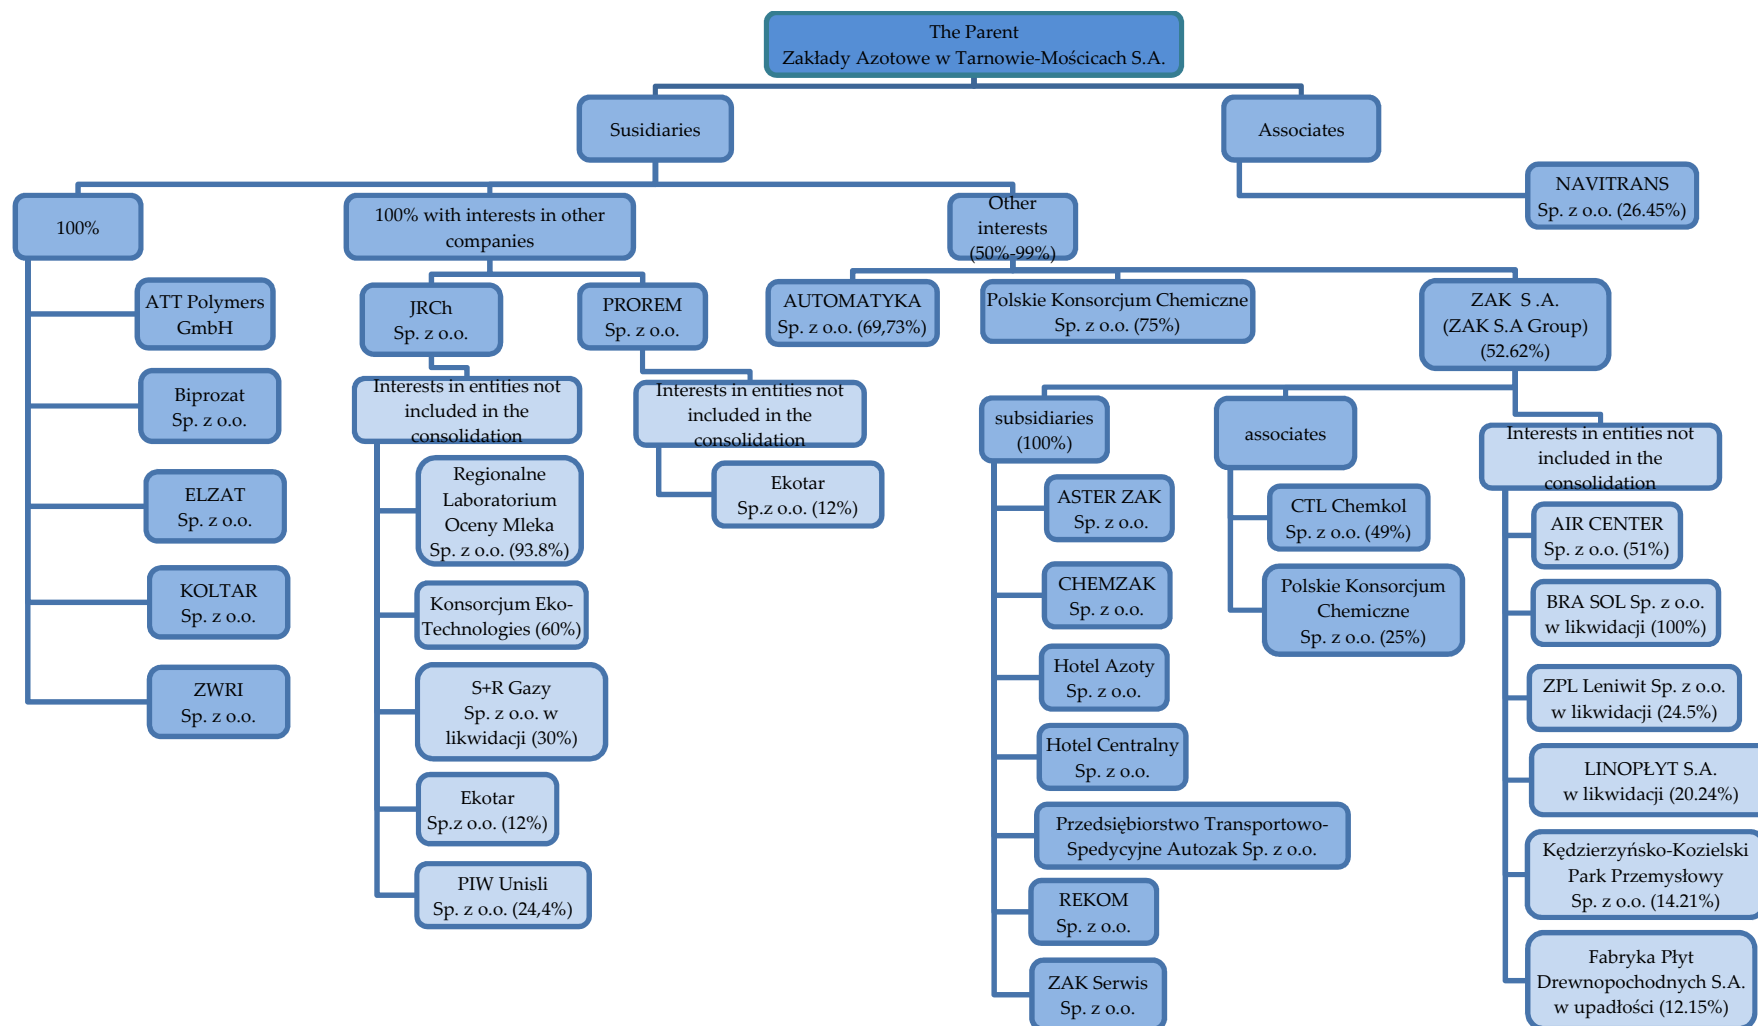 The Parent
Zakłady Azotowe w Tarnowie-Mościcach S.A.
Susidiaries
Associates
NAVITRANS
Sp. z o.o. (26.45%)
100%
100% with interests in other
companies
Other
interests
(50%-99%)
ATT Polymers
GmbH
Biprozat
Sp. z o.o.
ELZAT
Sp. z o.o.
KOLTAR
Sp. z o.o.
ZWRI
Sp. z o.o.
JRCh
Sp. z o.o.
PROREM
Sp. z o.o.
Interests in entities not
included in the
consolidation
Regionalne
Laboratorium
Oceny Mleka
Sp. z o.o. (93.8%)
Konsorcjum Eko-
Technologies (60%)
S+R Gazy
Sp. z o.o. w
likwidacji (30%)
Ekotar
Sp.z o.o. (12%)
PIW Unisli
Sp. z o.o. (24,4%)
Interests in entities not
included in the
consolidation
Ekotar
Sp.z o.o. (12%)
AUTOMATYKA
Sp. z o.o. (69,73%)
Polskie Konsorcjum Chemiczne
Sp. z o.o. (75%)
ZAK S .A.
(ZAK S.A Group)
(52.62%)
subsidiaries
(100%)
ASTER ZAK
Sp. z o.o.
CHEMZAK
Sp. z o.o.
Hotel Azoty
Sp. z o.o.
Hotel Centralny
Sp. z o.o.
Przedsiębiorstwo Transportowo-
Spedycyjne Autozak Sp. z o.o.
REKOM
Sp. z o.o.
ZAK Serwis
Sp. z o.o.
associates
CTL Chemkol
Sp. z o.o. (49%)
Polskie Konsorcjum
Chemiczne
Sp. z o.o. (25%)
Interests in entities not
included in the
consolidation
AIR CENTER
Sp. z o.o. (51%)
BRA SOL Sp. z o.o.
w likwidacji (100%)
ZPL Leniwit Sp. z o.o.
w likwidacji (24.5%)
LINOPŁYT S.A.
w likwidacji (20.24%)
Kędzierzyńsko-Kozielski
Park Przemysłowy
Sp. z o.o. (14.21%)
Fabryka Płyt
Drewnopochodnych S.A.
w upadłości (12.15%)